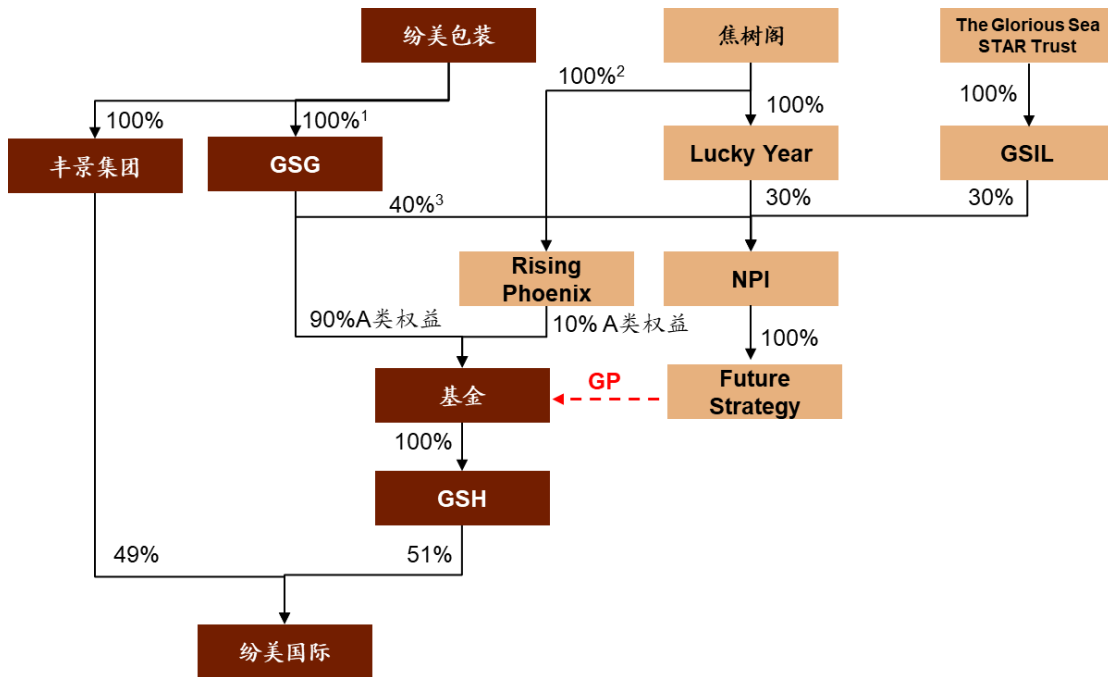 纷美包装
焦树阁
The Glorious Sea
STAR Trust
100%²
100%
100%¹
100%
100%
丰景集团
GSG
Lucky Year
GSIL
40%³
30%
30%
Rising
Phoenix
NPI
90%A类权益
10% A类权益
100%
基金
GP
Future
Strategy
100%
GSH
49%
51%
纷美国际